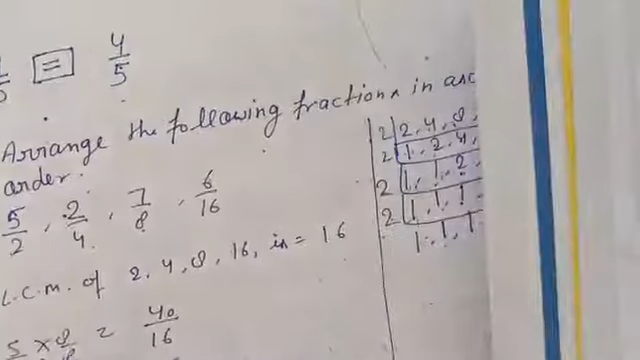 = 4/5
Arrange the following fractions in
order.
5/2, 2/4, 7/8, 6/16
L.C.M. of 2, 4, 8, 16, is = 16
5 × 8 = 40/16
2 | 2, 4, 8,
2 | 1, 2, 4,
2 | 1, 1, 2,
2 | 1, 1, 1,
1, 1, 1